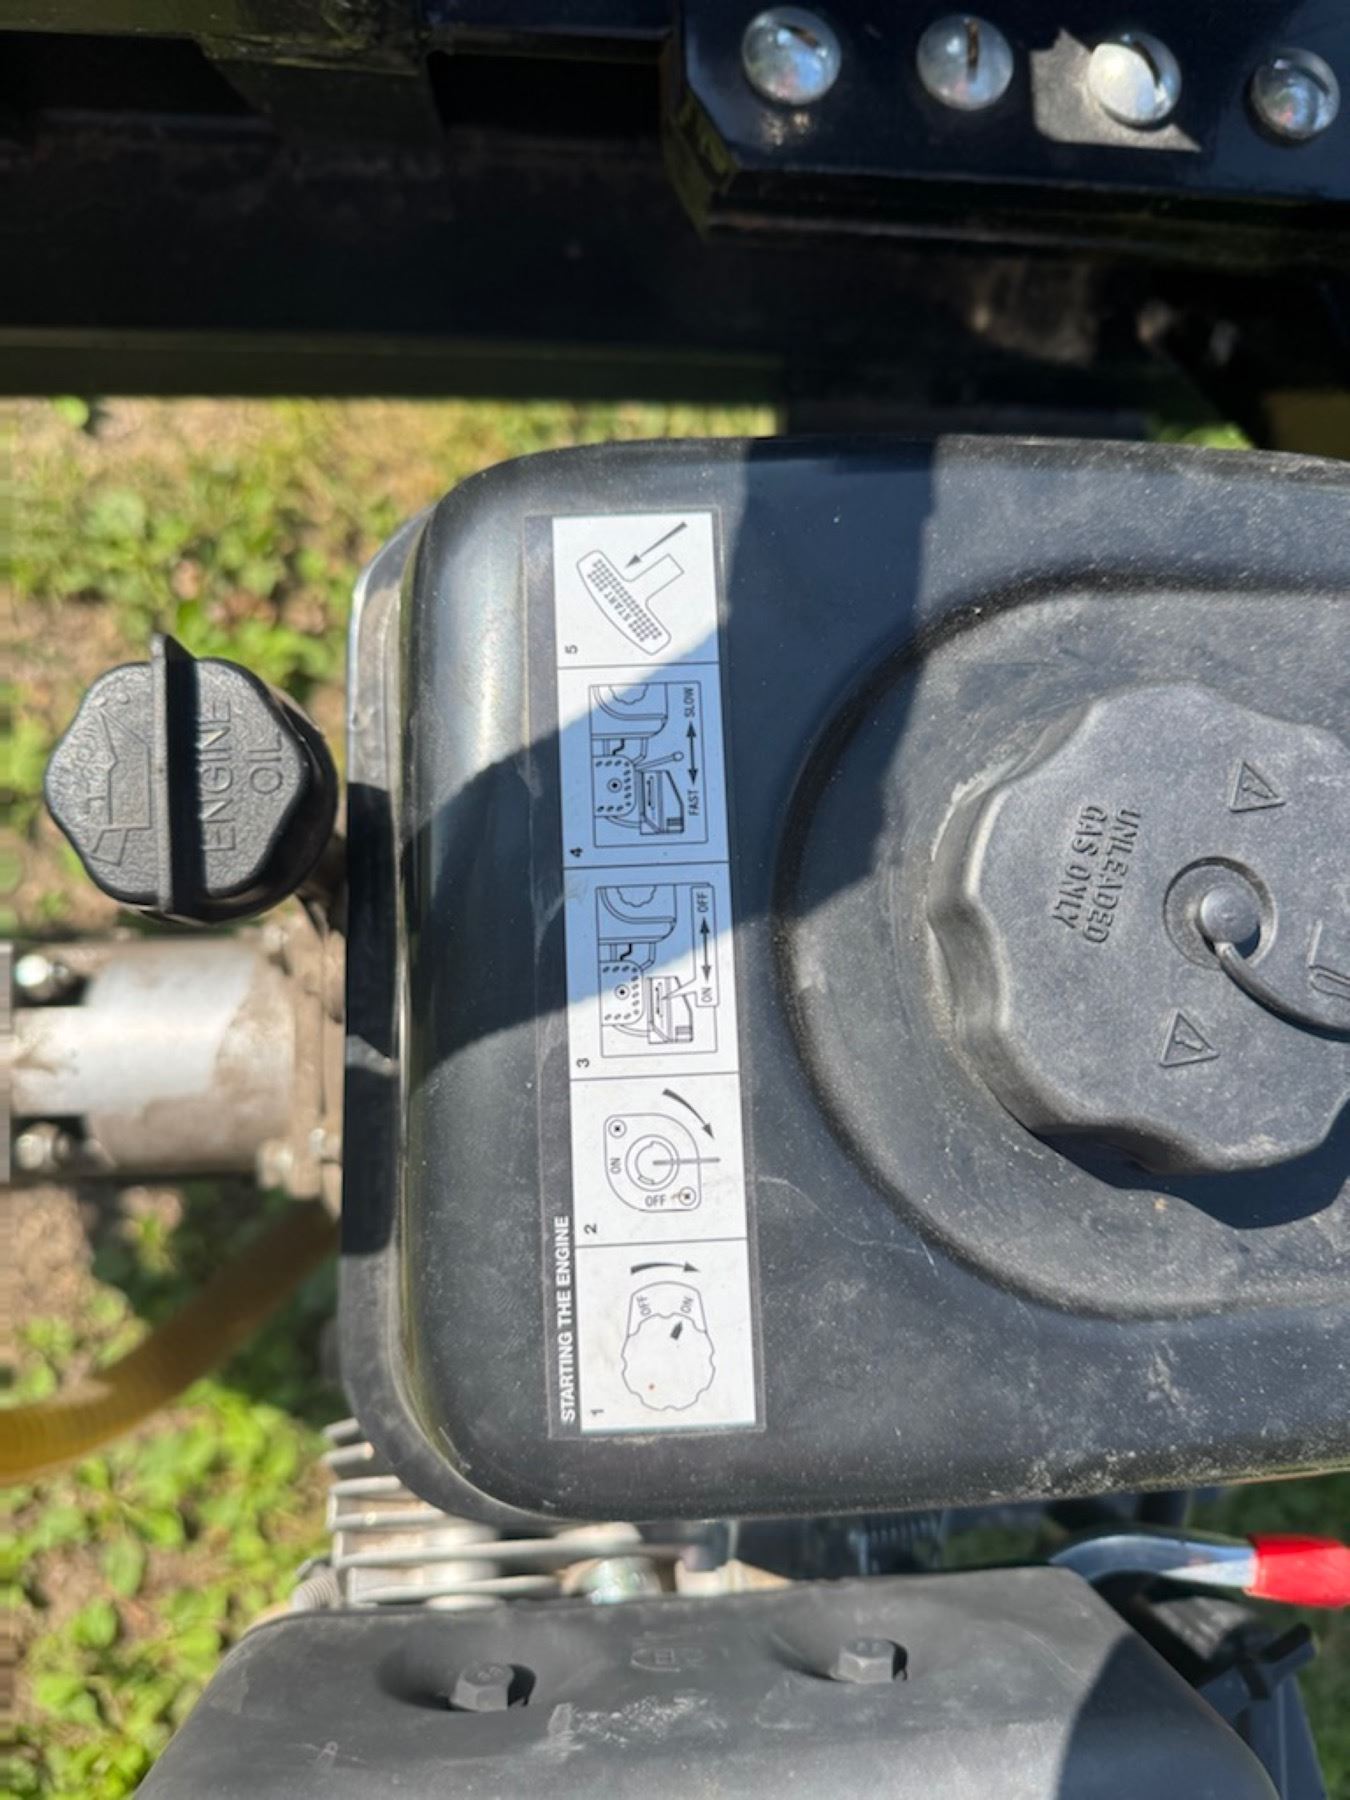 STARTING THE ENGINE
1
OFF
ON
2
ON
OFF
3
ON
OFF
4
FAST
SLOW
5
START
ENGINE
OIL
UNLEADED
GAS ONLY